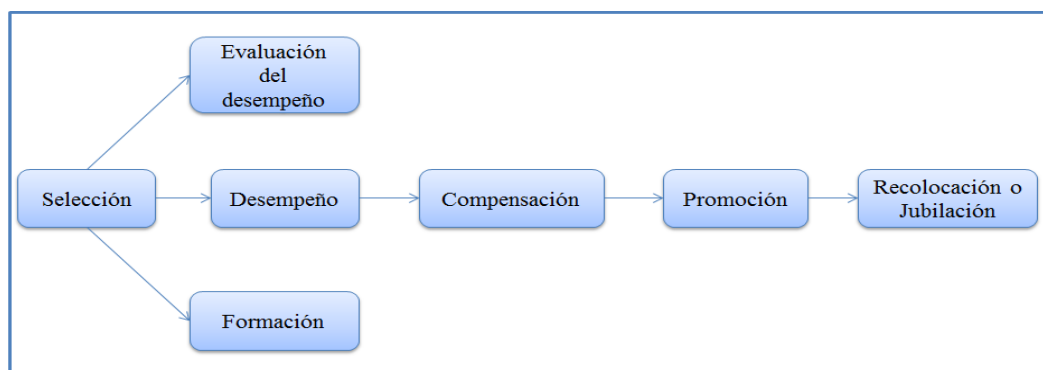 Evaluación
del
desempeño
Selección
Desempeño
Compensación
Promoción
Recolocación o
Jubilación
Formación